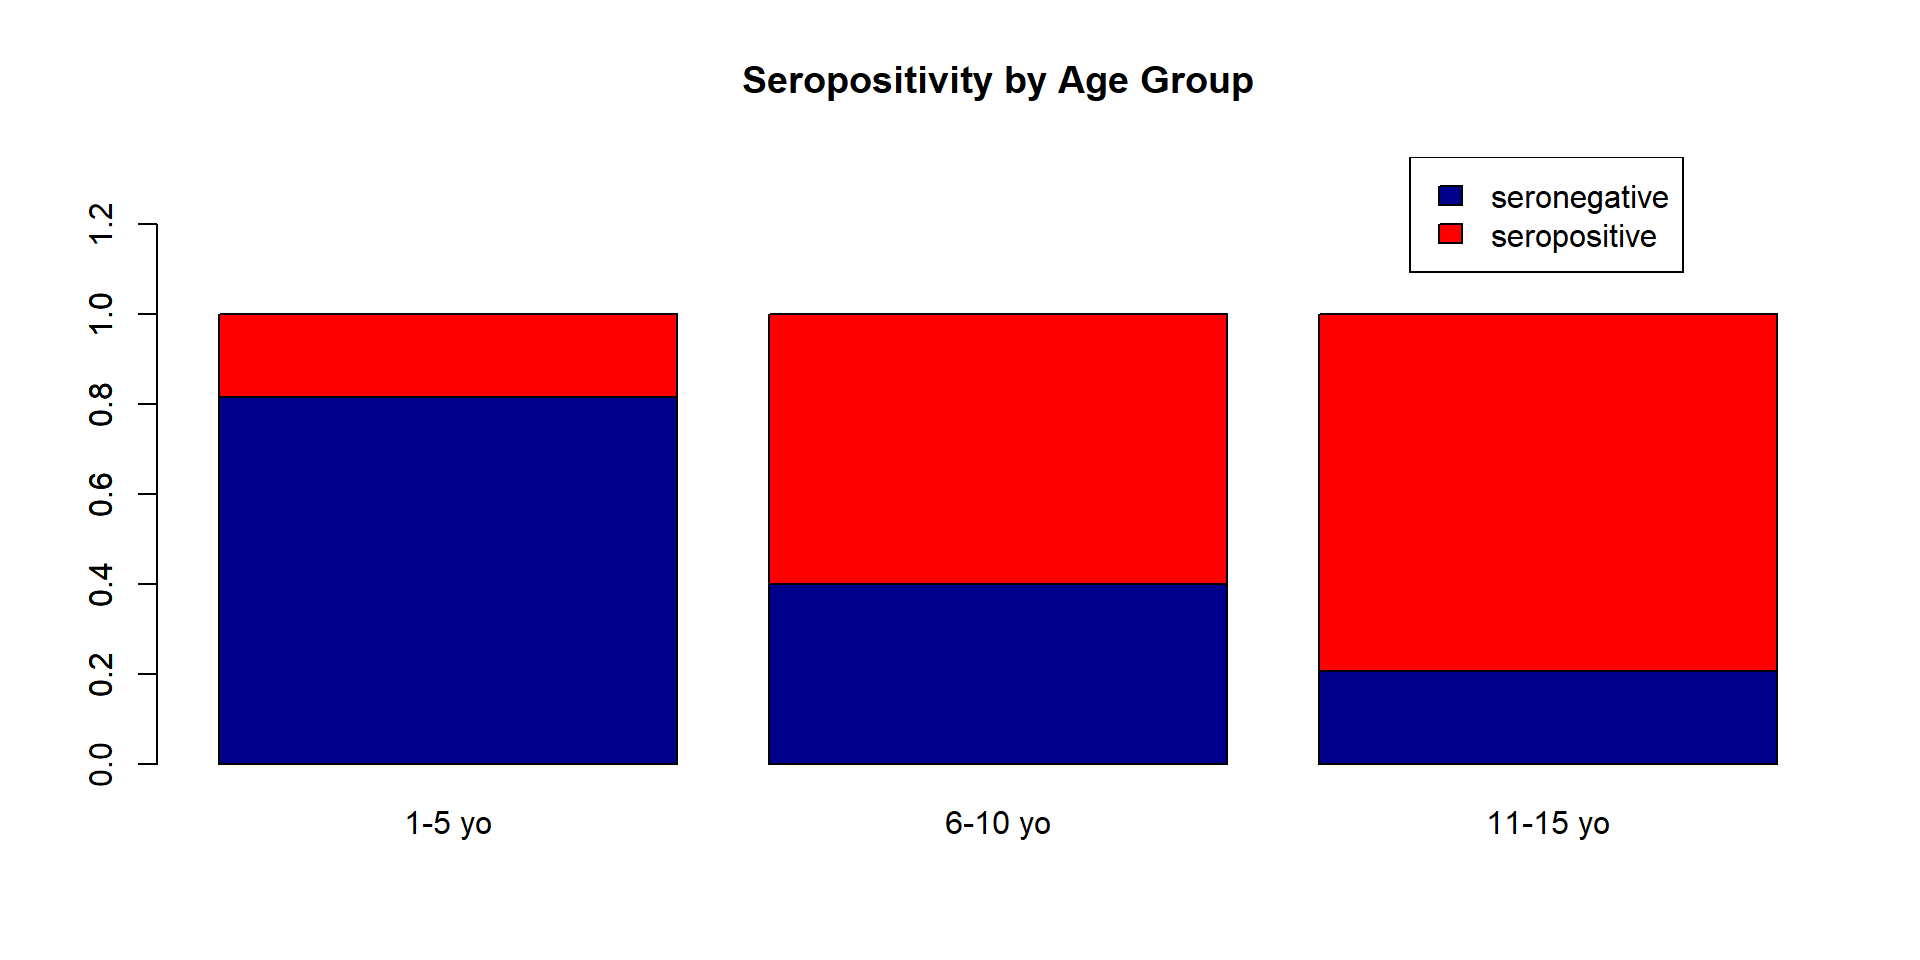 Seropositivity by Age Group
seronegative
seropositive
1.2
1.0
0.8
0.6
0.4
0.2
0.0
1-5 yo
6-10 yo
11-15 yo